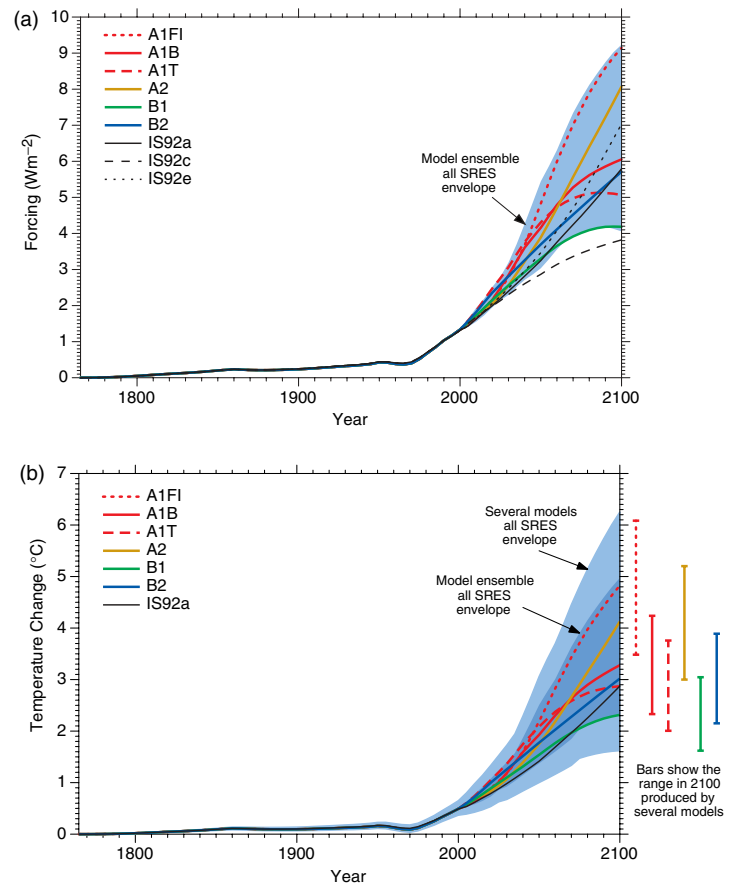 (a)
10
9
8
7
6
5
4
3
2
1
0
Forcing (Wm−2)
A1FI
A1B
A1T
A2
B1
B2
IS92a
IS92c
IS92e
Model ensemble
all SRES
envelope
1800
1900
2000
2100
Year
(b)
7
6
5
4
3
2
1
0
Temperature Change (°C)
A1FI
A1B
A1T
A2
B1
B2
IS92a
Several models
all SRES
envelope
Model ensemble
all SRES
envelope
1800
1900
2000
2100
Year
Bars show the
range in 2100
produced by
several models